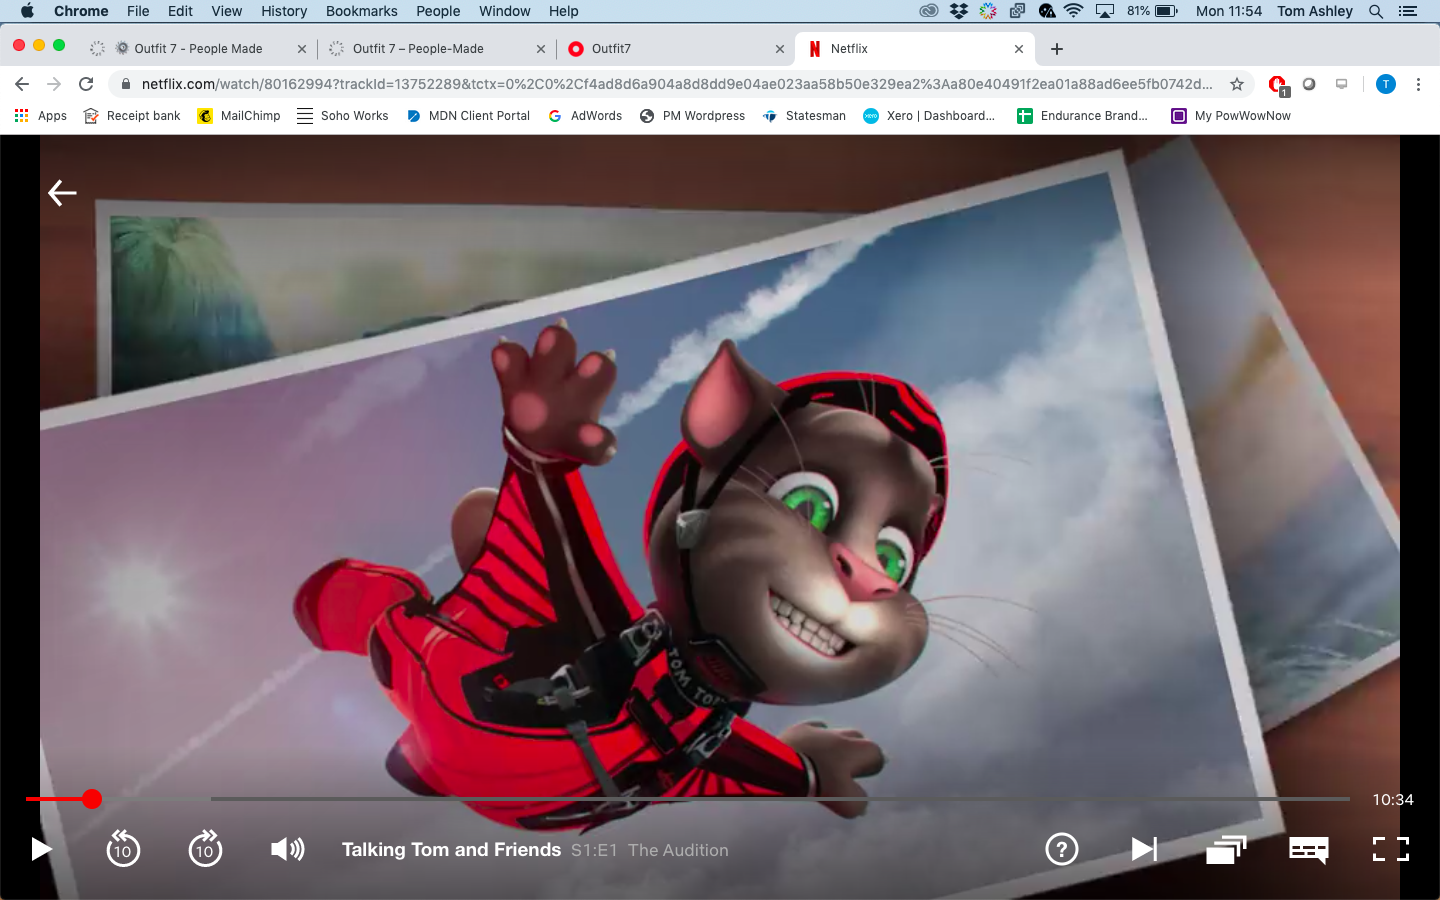 Chrome File Edit View History Bookmarks People Window Help 81% Mon 11:54 Tom Ashley
Outfit 7 - People Made Outfit 7 – People-Made Outfit7 Netflix
netflix.com/watch/80162994?trackId=13752289&tctx=0%2C0%2Cf4ad8d6a904a8d8dd9e04ae023aa58b50e329ea2%3Aa80e40491f2ea01a88ad6ee5fb0742d... 1 T
Apps Receipt bank MailChimp Soho Works MDN Client Portal AdWords PM Wordpress Statesman xero Xero | Dashboard... Endurance Brand... My PowWowNow
TOM TO
10:34
10 10 Talking Tom and Friends S1:E1 The Audition ?